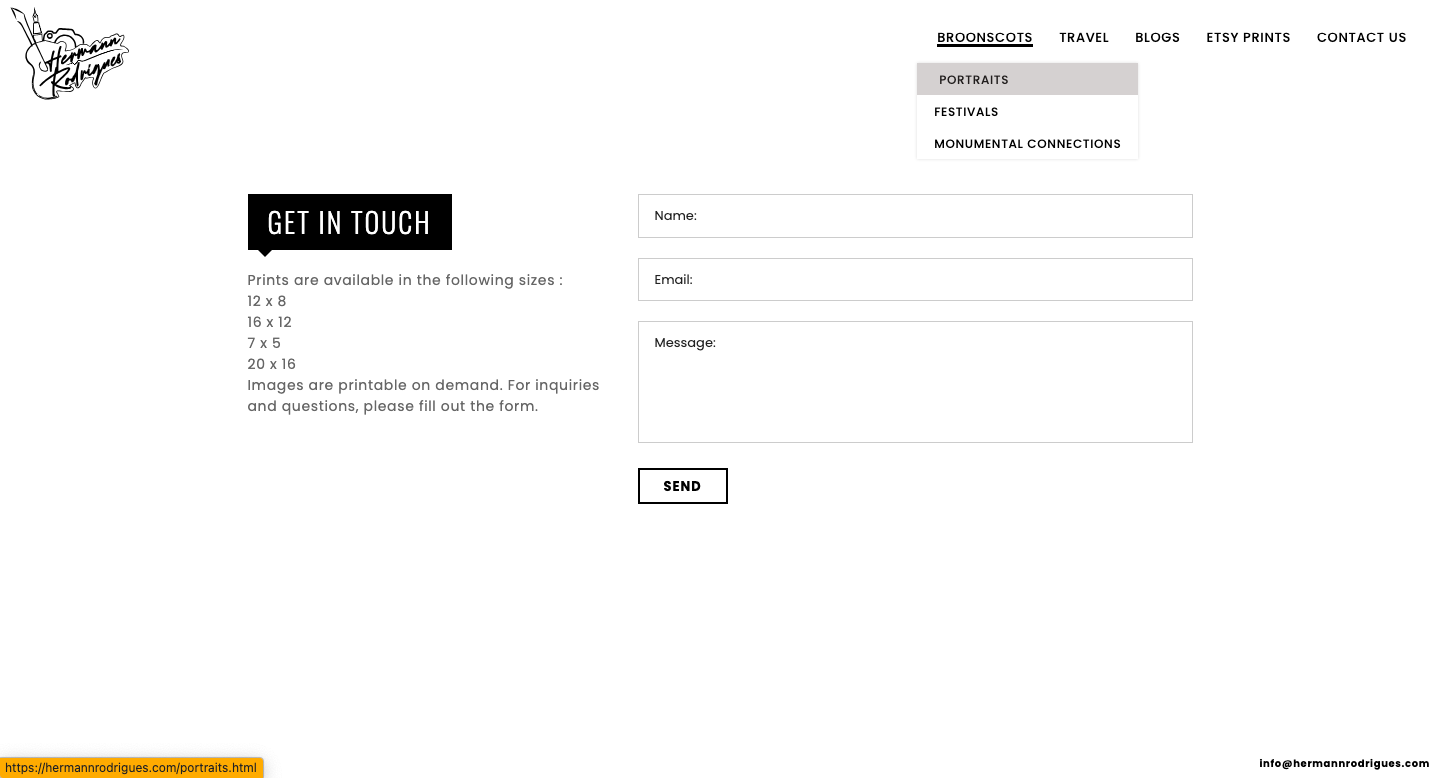 Hermann
Rodrigues
BROONSCOTS
TRAVEL
BLOGS
ETSY PRINTS
CONTACT US
PORTRAITS
FESTIVALS
MONUMENTAL CONNECTIONS
GET IN TOUCH
Prints are available in the following sizes :
12 x 8
16 x 12
7 x 5
20 x 16
Images are printable on demand. For inquiries
and questions, please fill out the form.
Name:
Email:
Message:
SEND
https://hermannrodrigues.com/portraits.html
info@hermannrodrigues.com